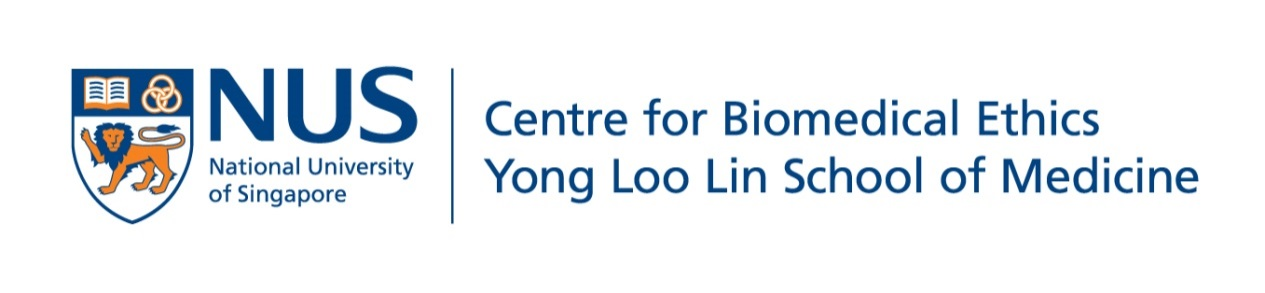 NUS
National University
of Singapore
Centre for Biomedical Ethics
Yong Loo Lin School of Medicine